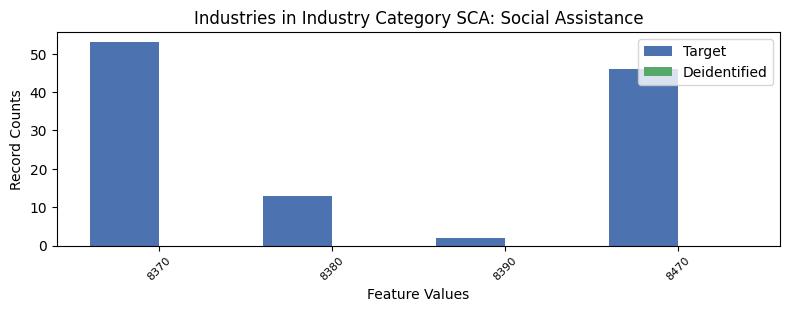 Industries in Industry Category SCA: Social Assistance
Target
Deidentified
Record Counts
50
40
30
20
10
0
8370
8380
8390
8470
Feature Values